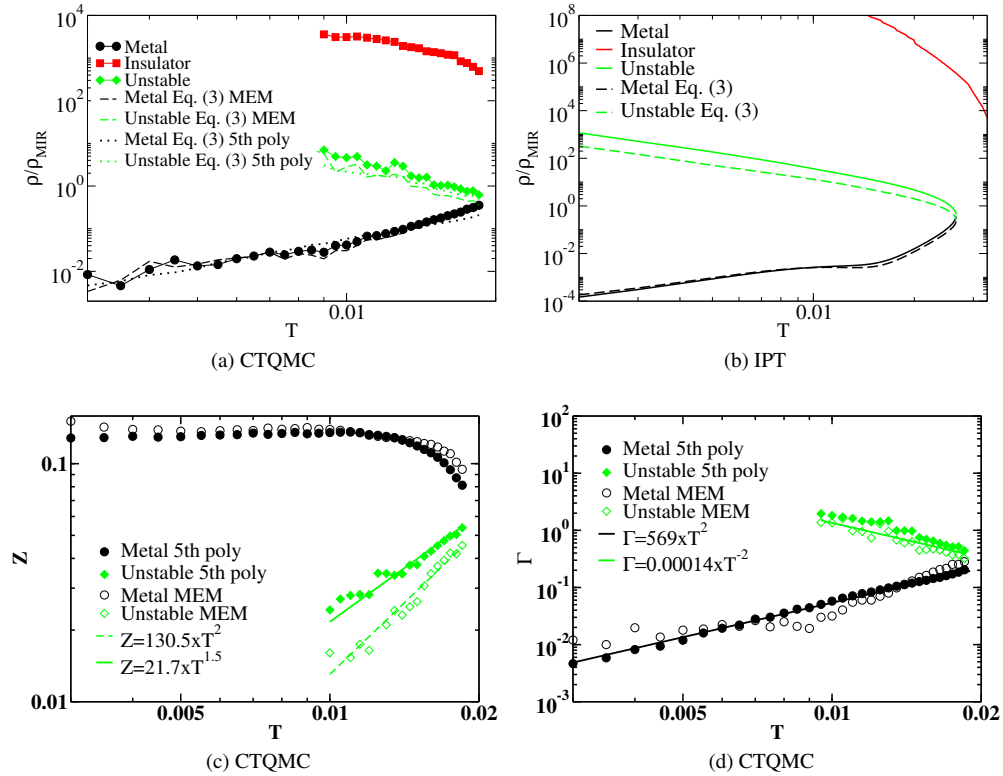 10^4
10^2
10^0
10^-2
ρ/ρ_MIR
Metal
Insulator
Unstable
Metal Eq. (3) MEM
Unstable Eq. (3) MEM
Metal Eq. (3) 5th poly
Unstable Eq. (3) 5th poly
0.01
T
(a) CTQMC
10^8
10^6
10^4
10^2
10^0
10^-2
10^-4
ρ/ρ_MIR
Metal
Insulator
Unstable
Metal Eq. (3)
Unstable Eq. (3)
0.01
T
(b) IPT
0.1
0.01
Z
Metal 5th poly
Unstable 5th poly
Metal MEM
Unstable MEM
Z=130.5xT^2
Z=21.7xT^1.5
0.005
0.01
0.02
T
(c) CTQMC
10^2
10^1
10^0
10^-1
10^-2
10^-3
Γ
Metal 5th poly
Unstable 5th poly
Metal MEM
Unstable MEM
Γ=569xT^2
Γ=0.00014xT^-2
0.005
0.01
0.02
T
(d) CTQMC